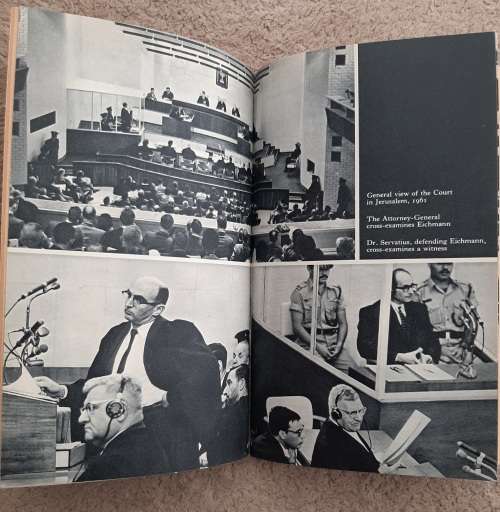 General view of the Court
in Jerusalem, 1961
The Attorney-General
cross-examines Eichmann
Dr. Servatius, defending Eichmann,
cross-examines a witness